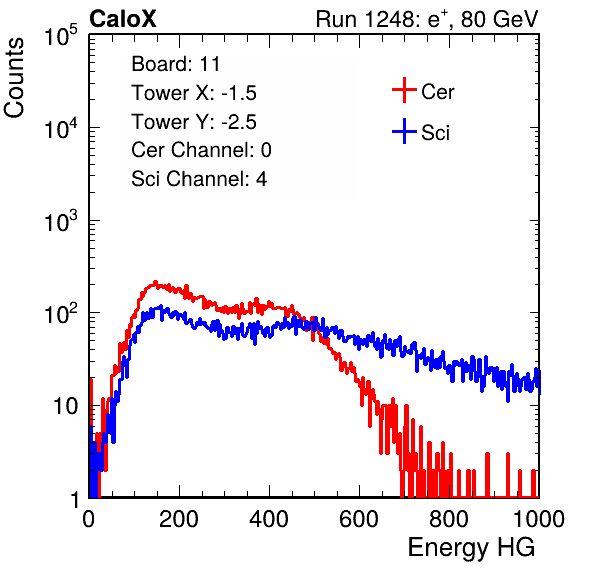 CaloX Run 1248: e⁺, 80 GeV
Counts
Board: 11
Tower X: -1.5
Tower Y: -2.5
Cer Channel: 0
Sci Channel: 4
Cer
Sci
10⁵
10⁴
10³
10²
10
1
0 200 400 600 800 1000
Energy HG